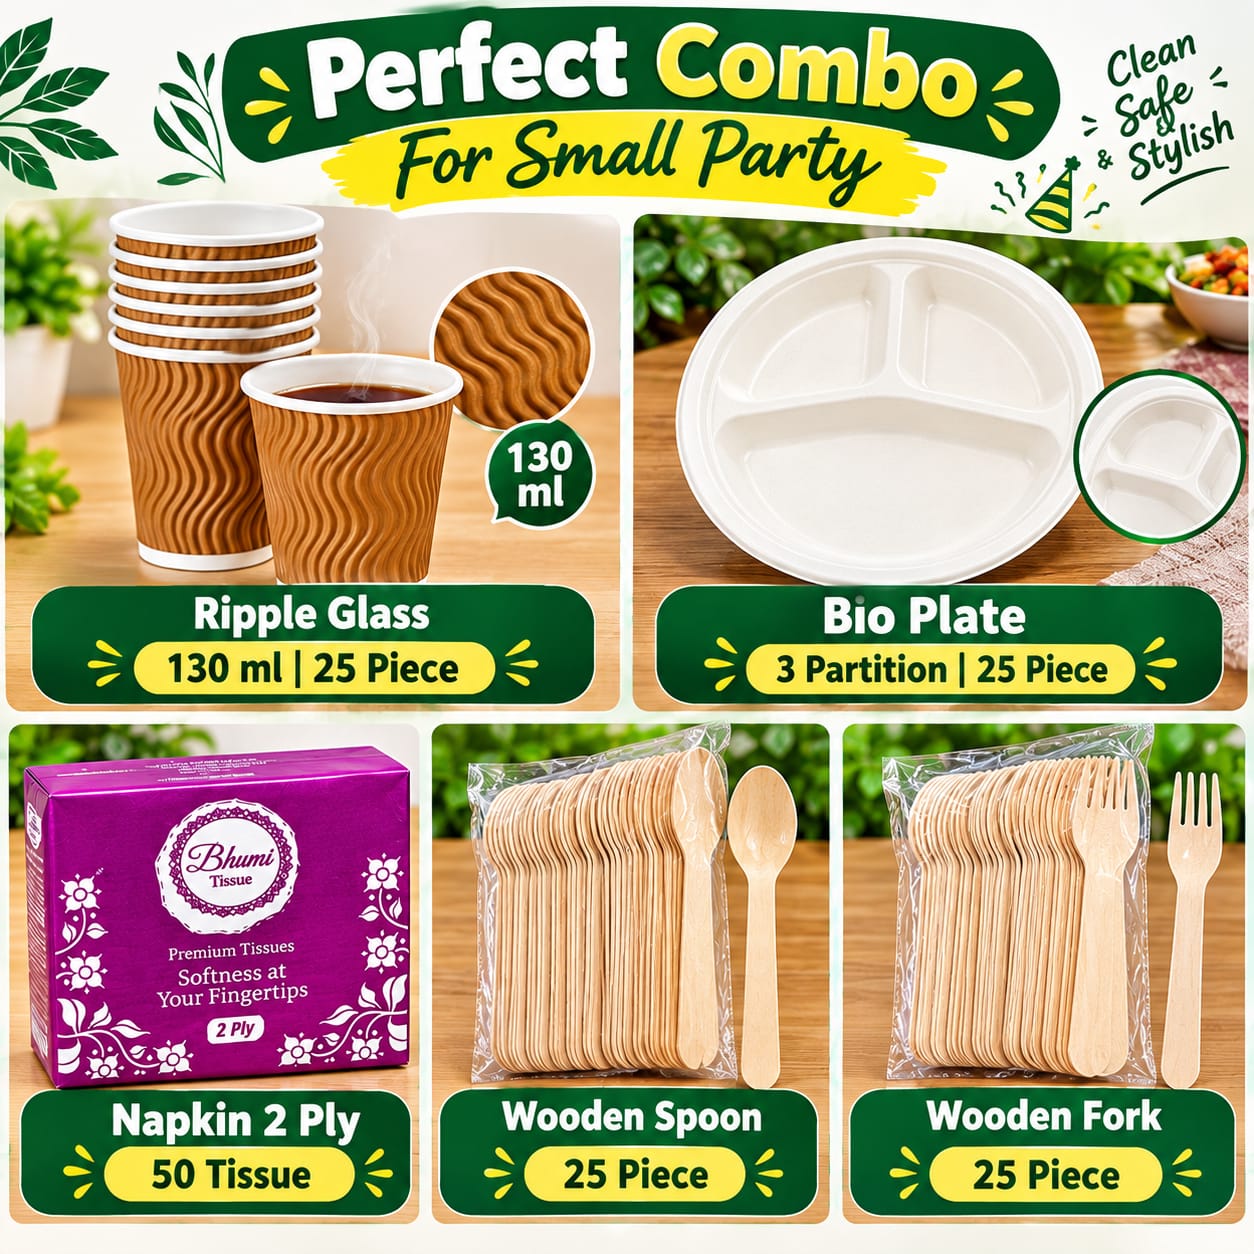 Perfect Combo
For Small Party
Clean
Safe
&
& Stylish
130
ml
Ripple Glass
130 ml | 25 Piece
Bio Plate
3 Partition | 25 Piece
Bhumi
Tissue
Premium Tissues
Softness at
Your Fingertips
2 Ply
Napkin 2 Ply
50 Tissue
Wooden Spoon
25 Piece
Wooden Fork
25 Piece